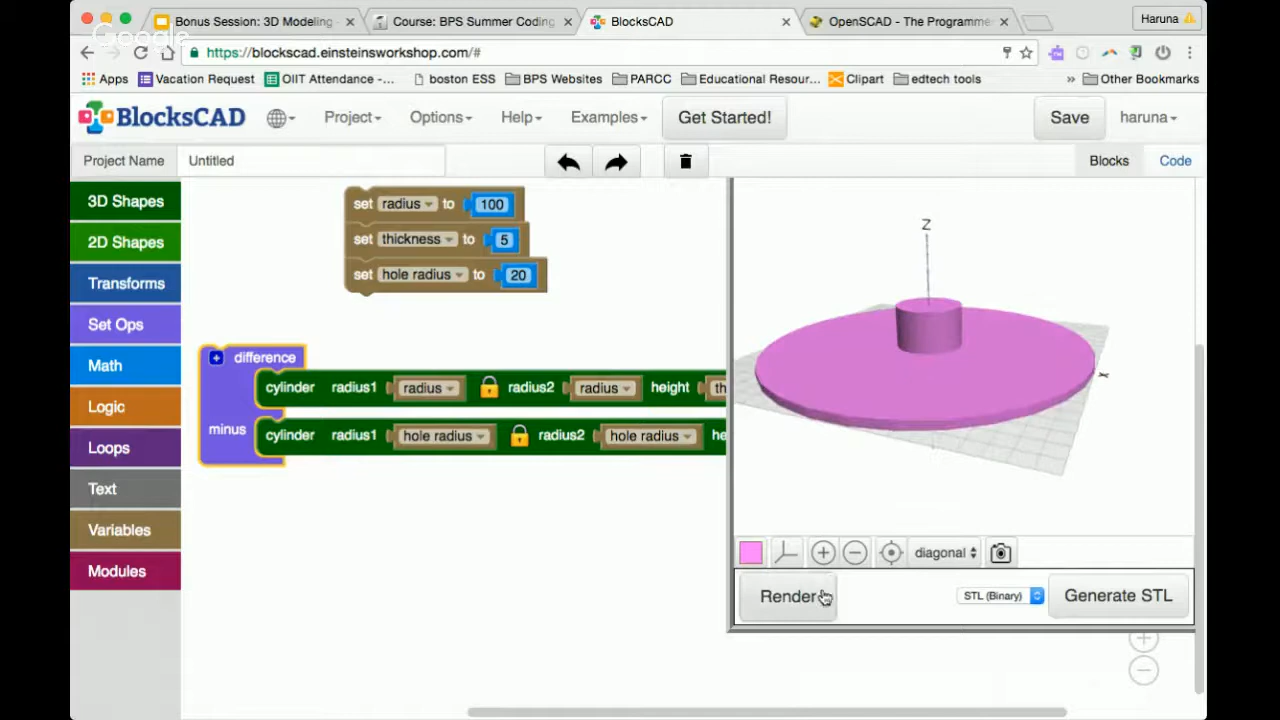 Bonus Session: 3D Modeling
Course: BPS Summer Coding
BlocksCAD
OpenSCAD - The Programme
Haruna
Google
https://blockscad.einsteinsworkshop.com/#
Apps
Vacation Request
OIIT Attendance -...
boston ESS
BPS Websites
PARCC
Educational Resour...
Clipart
edtech tools
»
Other Bookmarks
BlocksCAD
Project
Options
Help
Examples
Get Started!
Save
haruna
Project Name
Untitled
Blocks
Code
3D Shapes
2D Shapes
Transforms
Set Ops
Math
Logic
Loops
Text
Variables
Modules
set radius to 100
set thickness to 5
set hole radius to 20
difference
cylinder radius1 radius radius2 radius height th
minus
cylinder radius1 hole radius radius2 hole radius he
Z
x
diagonal
Render
STL (Binary)
Generate STL